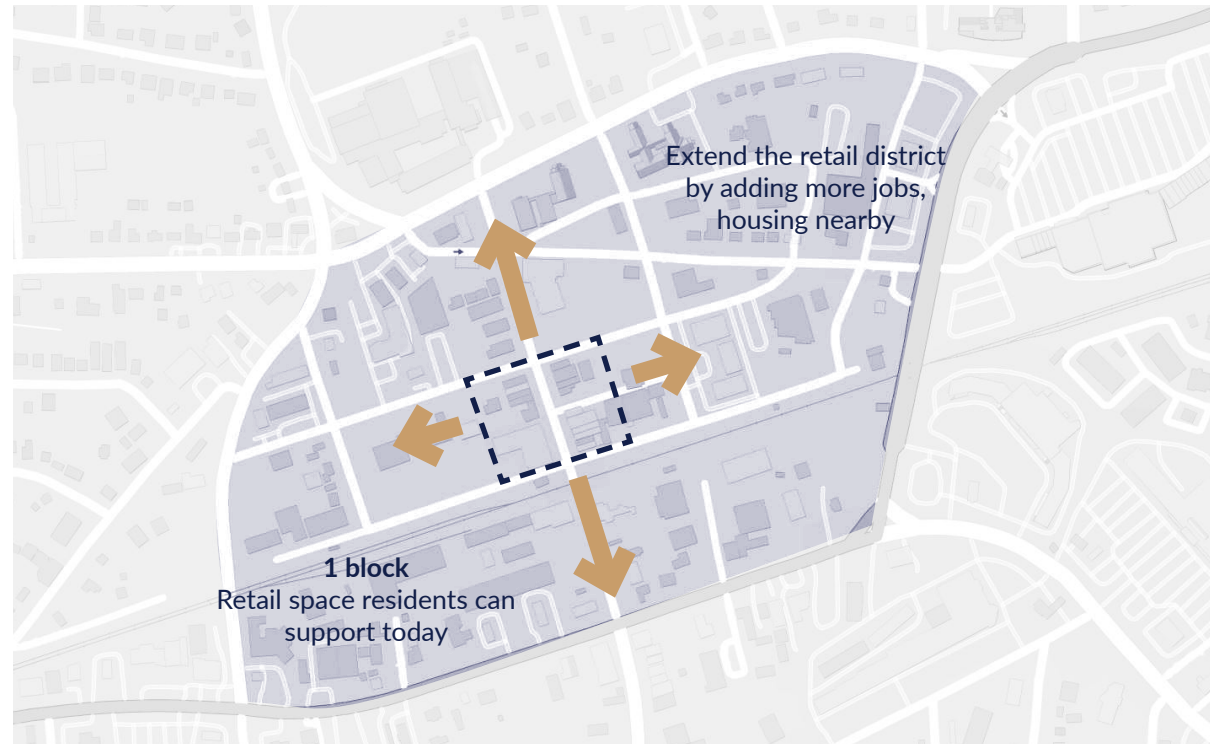 Extend the retail district
by adding more jobs,
housing nearby
1 block
Retail space residents can
support today